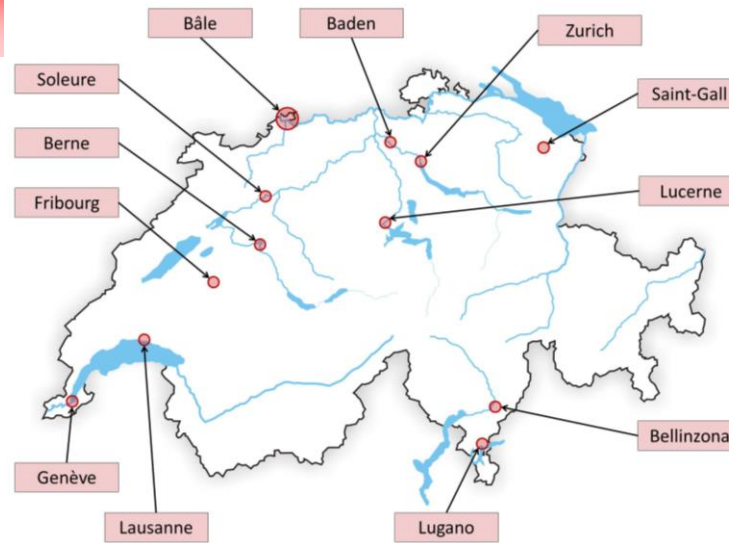 Bâle
Baden
Zurich
Soleure
Saint-Gall
Berne
Lucerne
Fribourg
Bellinzona
Genève
Lausanne
Lugano